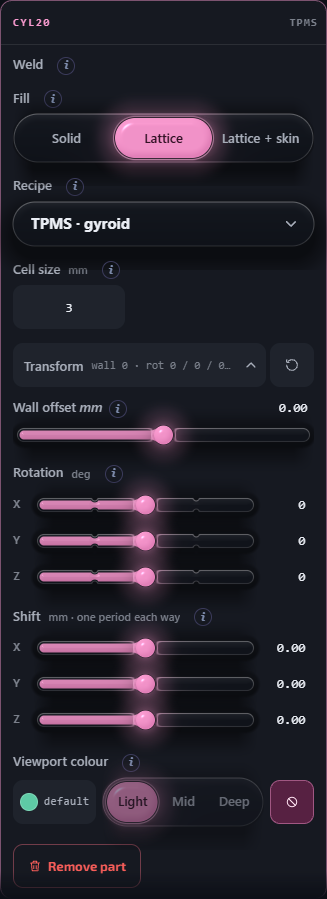 CYL20 TPMS
Weld i
Fill i
Solid Lattice Lattice + skin
Recipe i
TPMS · gyroid
Cell size mm i
3
Transform wall 0 · rot 0 / 0 / 0…
Wall offset mm i 0.00
Rotation deg i
X 0
Y 0
Z 0
Shift mm · one period each way i
X 0.00
Y 0.00
Z 0.00
Viewport colour i
default Light Mid Deep
Remove part